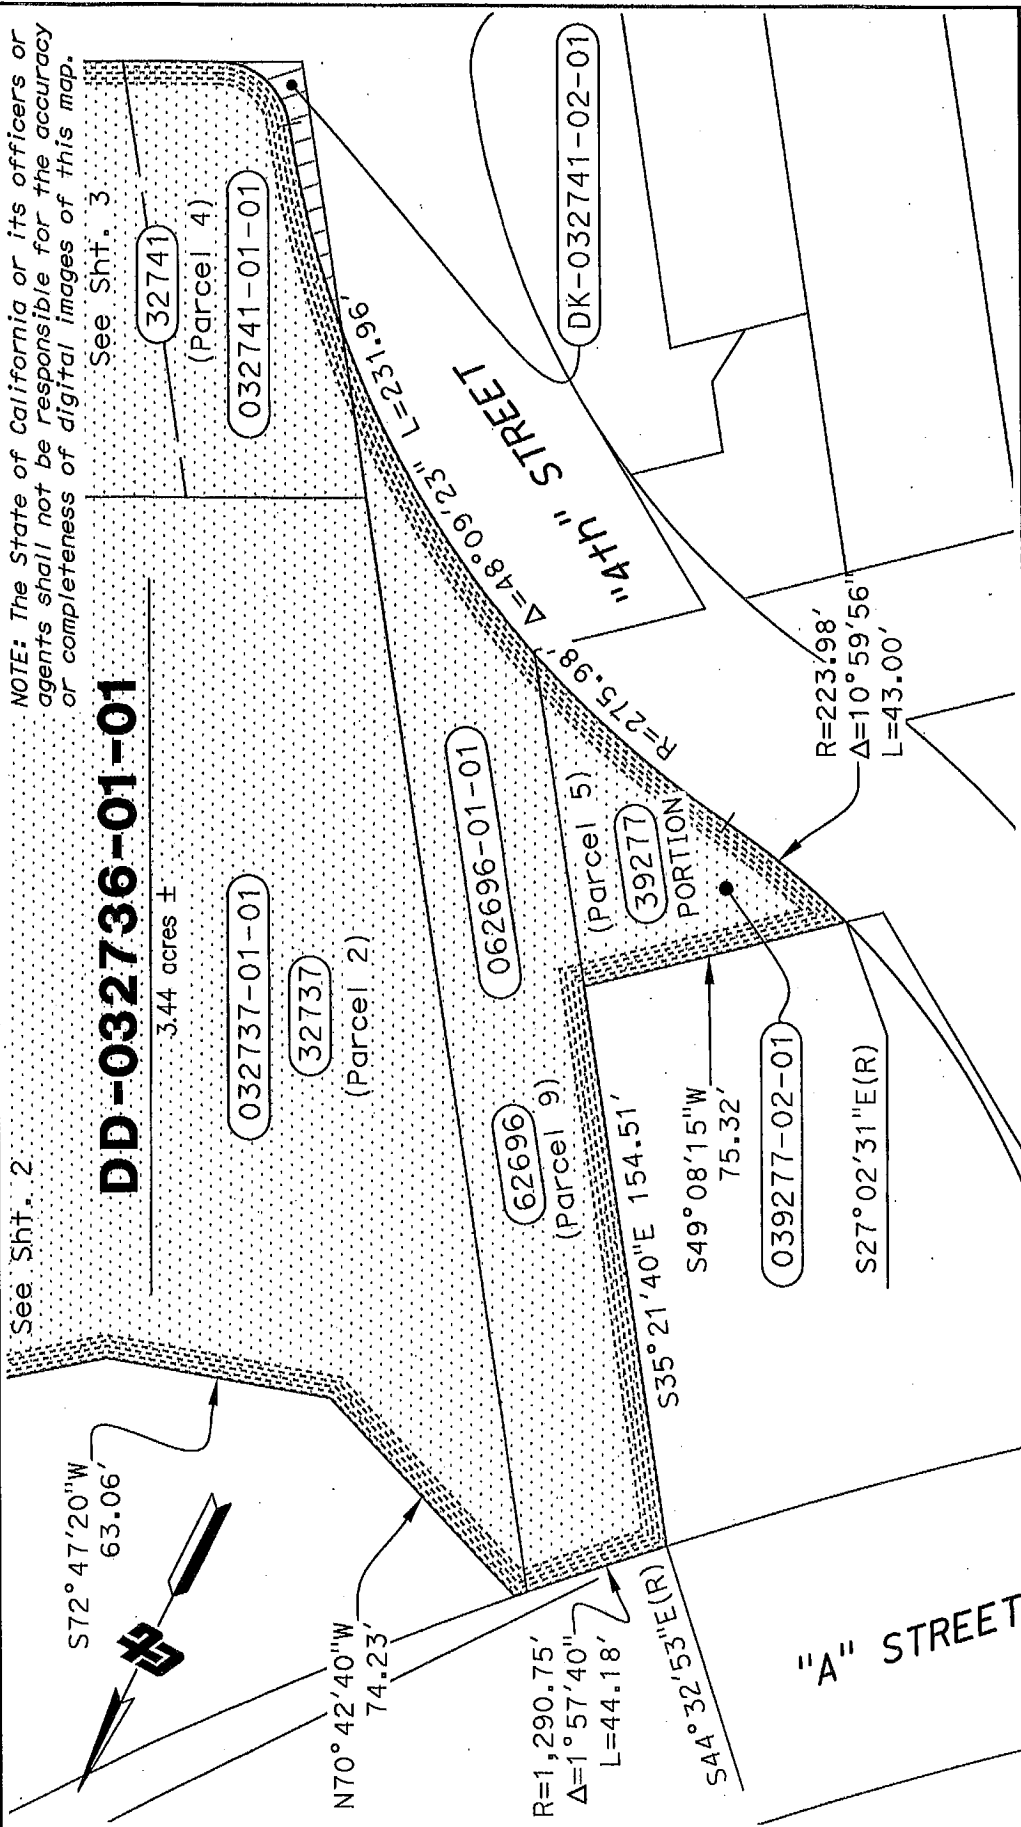 NOTE: The State of California or its officers or
agents shall not be responsible for the accuracy
or completeness of digital images of this map.
See Sht. 2
See Sht. 3
DD-032736-01-01
3.44 acres ±
32741
(Parcel 4)
032741-01-01
032737-01-01
32737
(Parcel 2)
S72°47'20"W
63.06'
N70°42'40"W
74.23'
R=1,290.75'
Δ=1°57'40"
L=44.18'
S44°32'53"E(R)
062696-01-01
62696
(Parcel 9)
S35°21'40"E 154.51'
(Parcel 5)
39277
PORTION
R=275.98' Δ=48°09'23" L=231.96'
"4th" STREET
DK-032741-02-01
S49°08'15"W
75.32'
039277-02-01
S27°02'31"E(R)
R=223.98'
Δ=10°59'56"
L=43.00'
"A" STREET